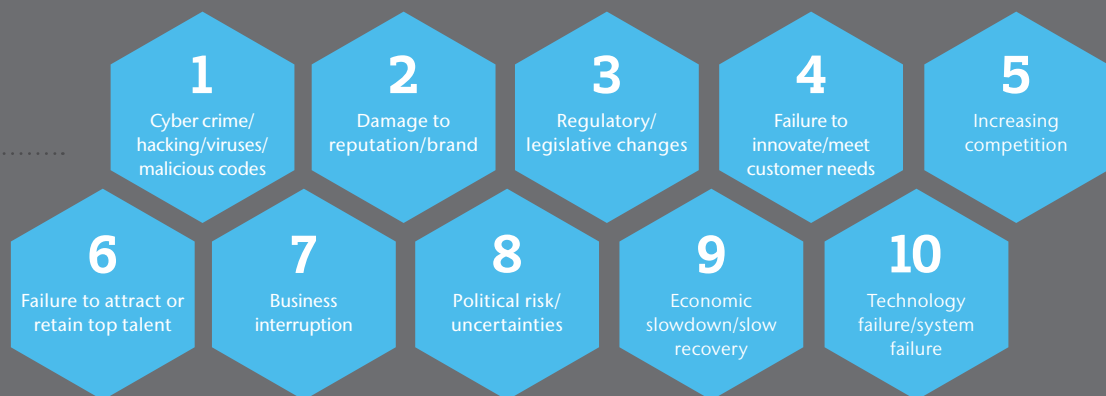 1
Cyber crime/
hacking/viruses/
malicious codes
2
Damage to
reputation/brand
3
Regulatory/
legislative changes
4
Failure to
innovate/meet
customer needs
5
Increasing
competition
6
Failure to attract or
retain top talent
7
Business
interruption
8
Political risk/
uncertainties
9
Economic
slowdown/slow
recovery
10
Technology
failure/system
failure